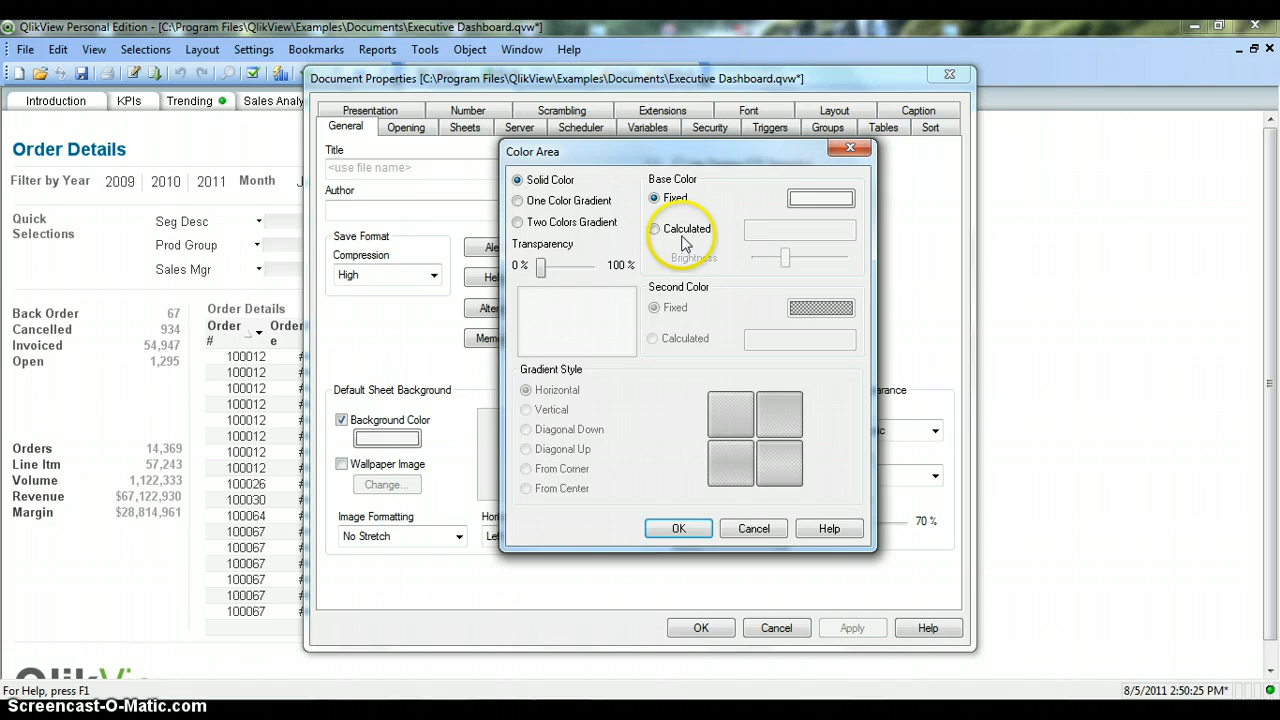 QlikView Personal Edition - [C:\Program Files\QlikView\Examples\Documents\Executive Dashboard.qvw*]
File Edit View Selections Layout Settings Bookmarks Reports Tools Object Window Help
Introduction KPIs Trending Sales Analy
Document Properties [C:\Program Files\QlikView\Examples\Documents\Executive Dashboard.qvw*]
Presentation Number Scrambling Extensions Font Layout Caption
General Opening Sheets Server Scheduler Variables Security Triggers Groups Tables Sort
Order Details
Filter by Year 2009 2010 2011 Month
Quick
Selections
Seg Desc
Prod Group
Sales Mgr
Back Order 67
Cancelled 934
Invoiced 54,947
Open 1,295
Orders 14,369
Line Itm 57,243
Volume 1,122,333
Revenue $67,122,930
Margin $28,814,961
Order Details
Order Orde
# e
100012 #
100012 #
100012 #
100012 #
100012 #
100012 #
100012 #
100012 #
100026 #
100030 #
100064 #
100067 #
100067 #
100067 #
100067 #
100067 #
100067 #
QlikView
Title
<use file name>
Author
Save Format
Compression
High
Ale
Hel
Alter
Memo
Default Sheet Background
Background Color
Wallpaper Image
Change...
Image Formatting Hori
No Stretch Left
earance
ic
70 %
OK Cancel Apply Help
Color Area
Solid Color
One Color Gradient
Two Colors Gradient
Transparency
0 % 100 %
Base Color
Fixed
Calculated
Brightness
Second Color
Fixed
Calculated
Gradient Style
Horizontal
Vertical
Diagonal Down
Diagonal Up
From Corner
From Center
OK Cancel Help
For Help, press F1 8/5/2011 2:50:25 PM*
Screencast-O-Matic.com